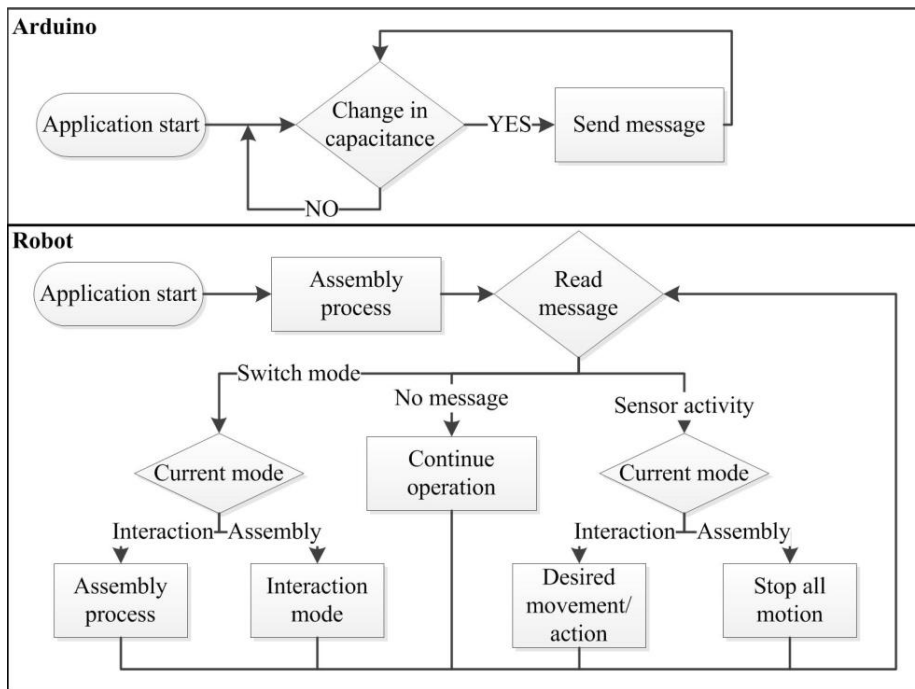 Arduino
Application start
Change in
capacitance
YES
Send message
NO
Robot
Application start
Assembly
process
Read
message
Switch mode
No message
Sensor activity
Current mode
Continue
operation
Current mode
Interaction
Assembly
Interaction
Assembly
Assembly
process
Interaction
mode
Desired
movement/
action
Stop all
motion